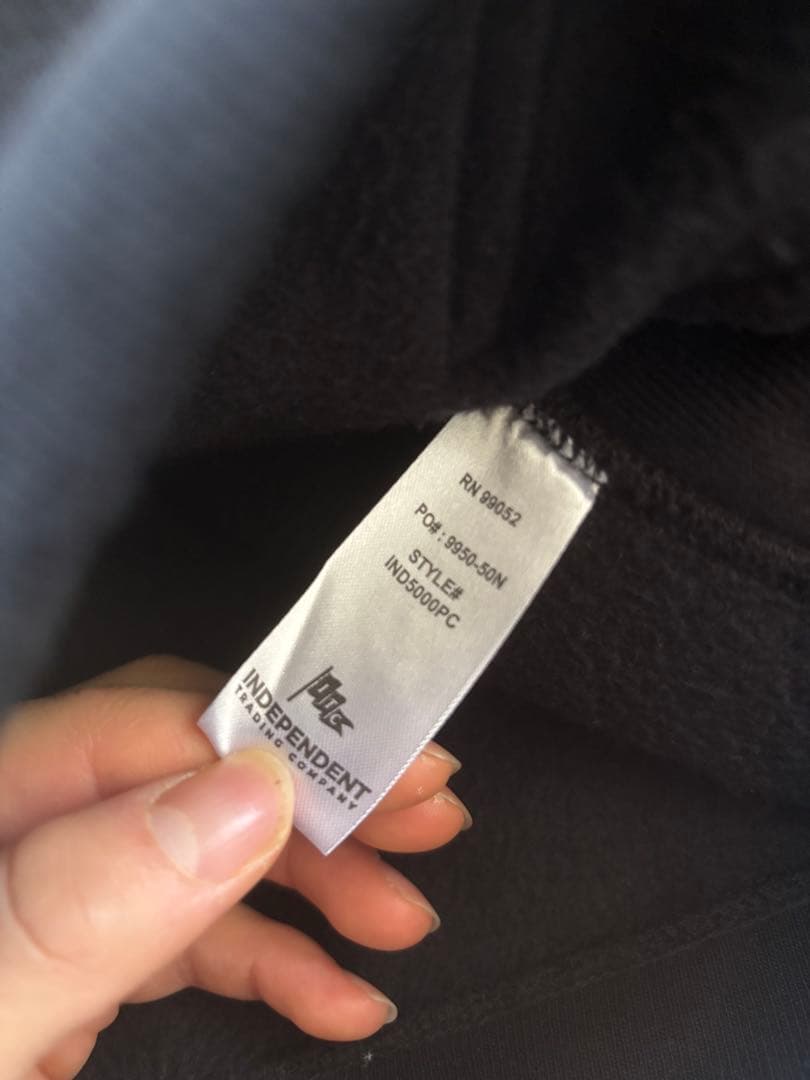 RN 99052
PO# : 9950-50N
STYLE#
IND5000PC
INDEPENDENT
TRADING COMPANY